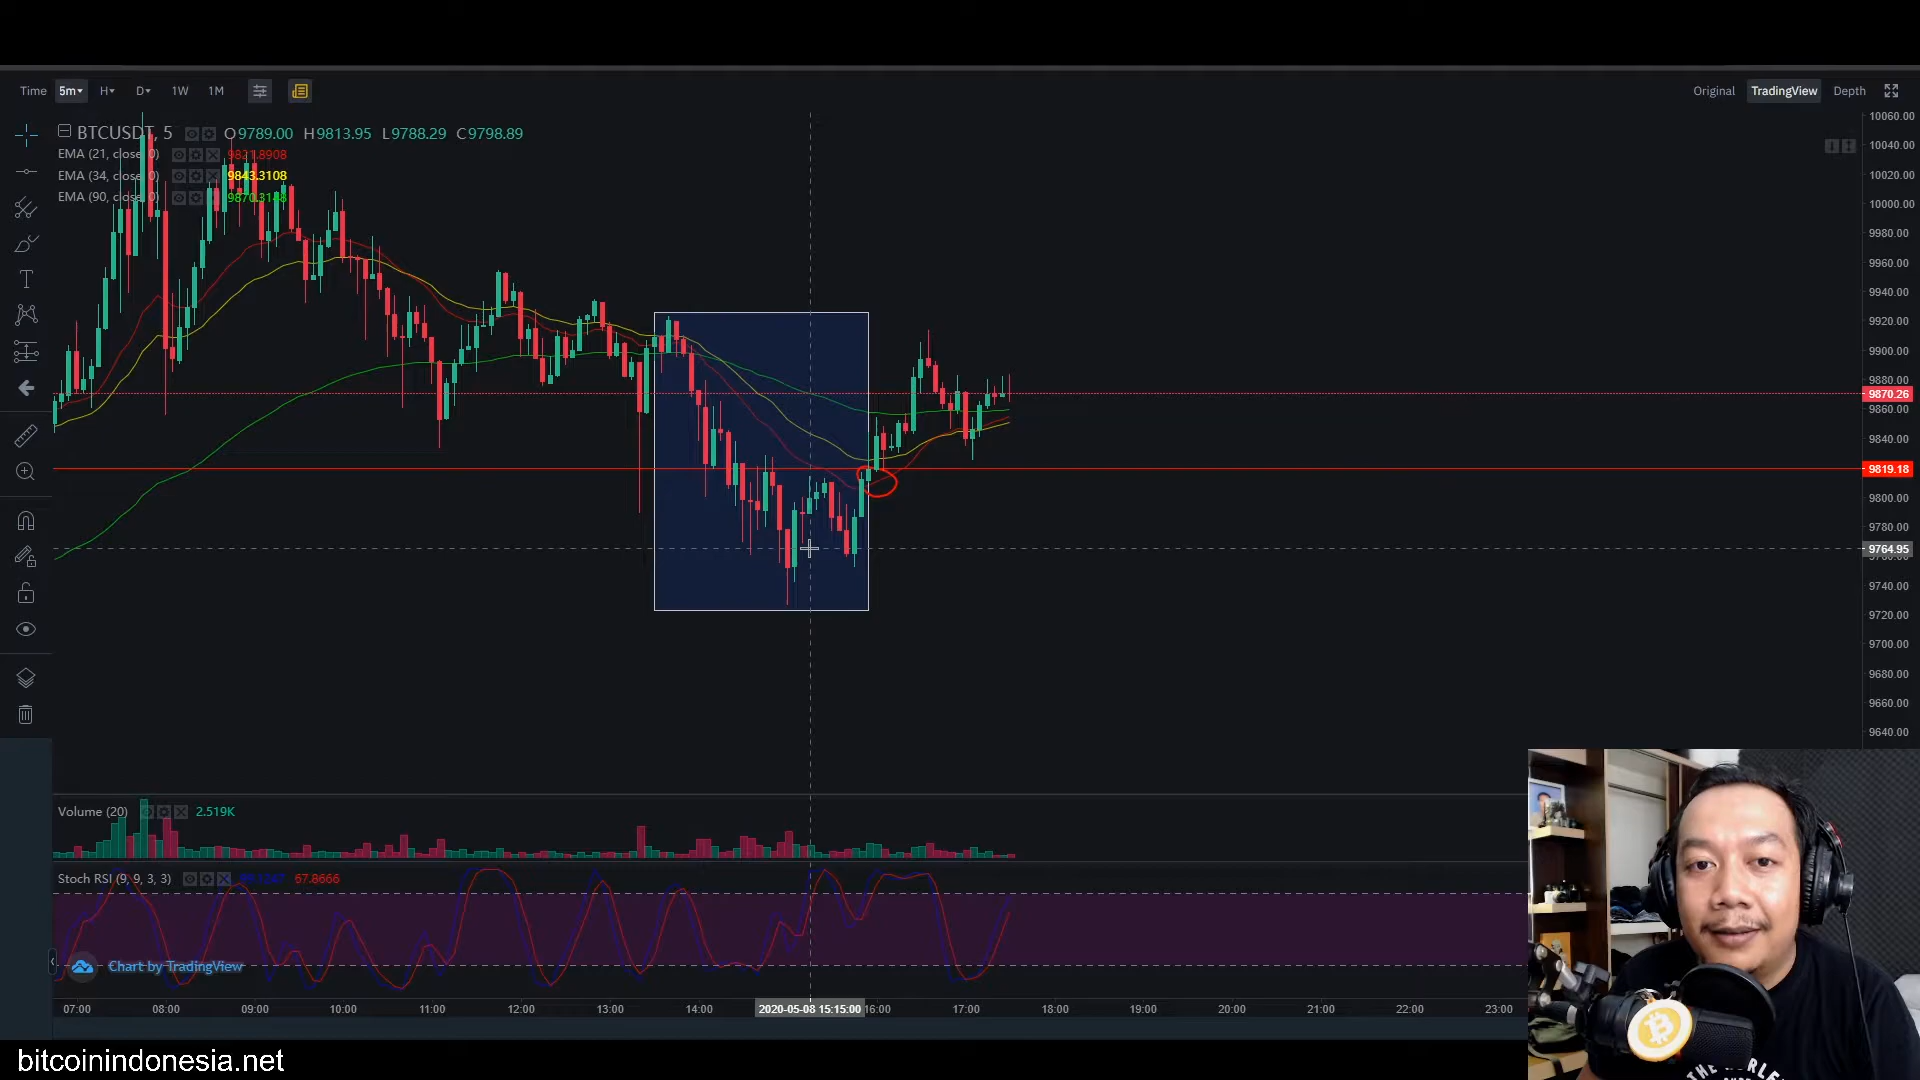 Time 5m H D 1W 1M Original TradingView Depth
BTCUSDT, 5 O9789.00 H9813.95 L9788.29 C9798.89
EMA (21, close, 0) 9821.8908
EMA (34, close, 0) 9843.3108
EMA (90, close, 0)
10060.00
10040.00
10020.00
10000.00
9980.00
9960.00
9940.00
9920.00
9900.00
9880.00
9870.26
9860.00
9840.00
9819.18
9800.00
9780.00
9764.95
9740.00
9720.00
9700.00
9680.00
9660.00
9640.00
Volume (20) 2.519K
Stoch RSI (9, 9, 3, 3) 67.8666
Chart by TradingView
07:00 08:00 09:00 10:00 11:00 12:00 13:00 14:00 2020-05-08 15:15:00 16:00 17:00 18:00 19:00 20:00 21:00 22:00 23:00
bitcoinindonesia.net